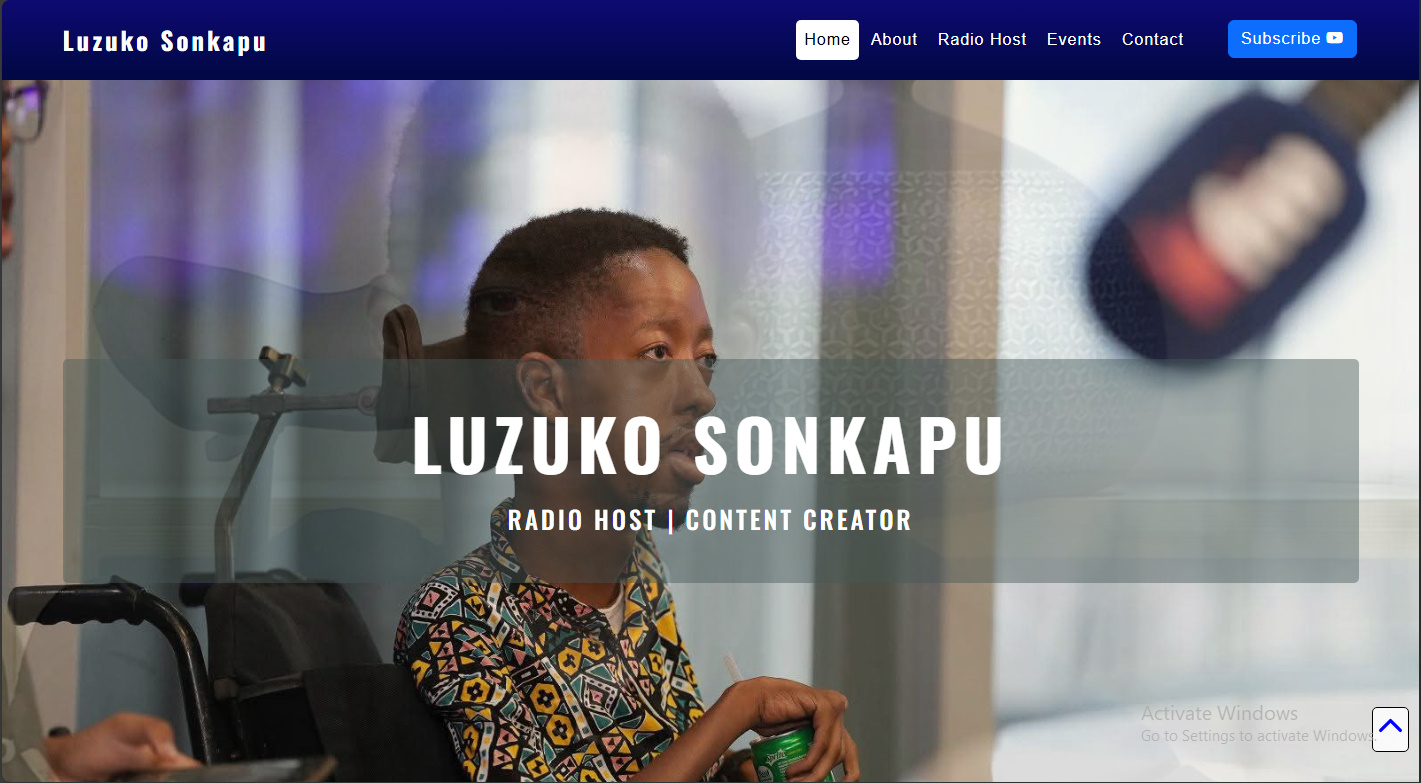 Luzuko Sonkapu
Home About Radio Host Events Contact Subscribe
LUZUKO SONKAPU
RADIO HOST | CONTENT CREATOR
Activate Windows
Go to Settings to activate Windows.